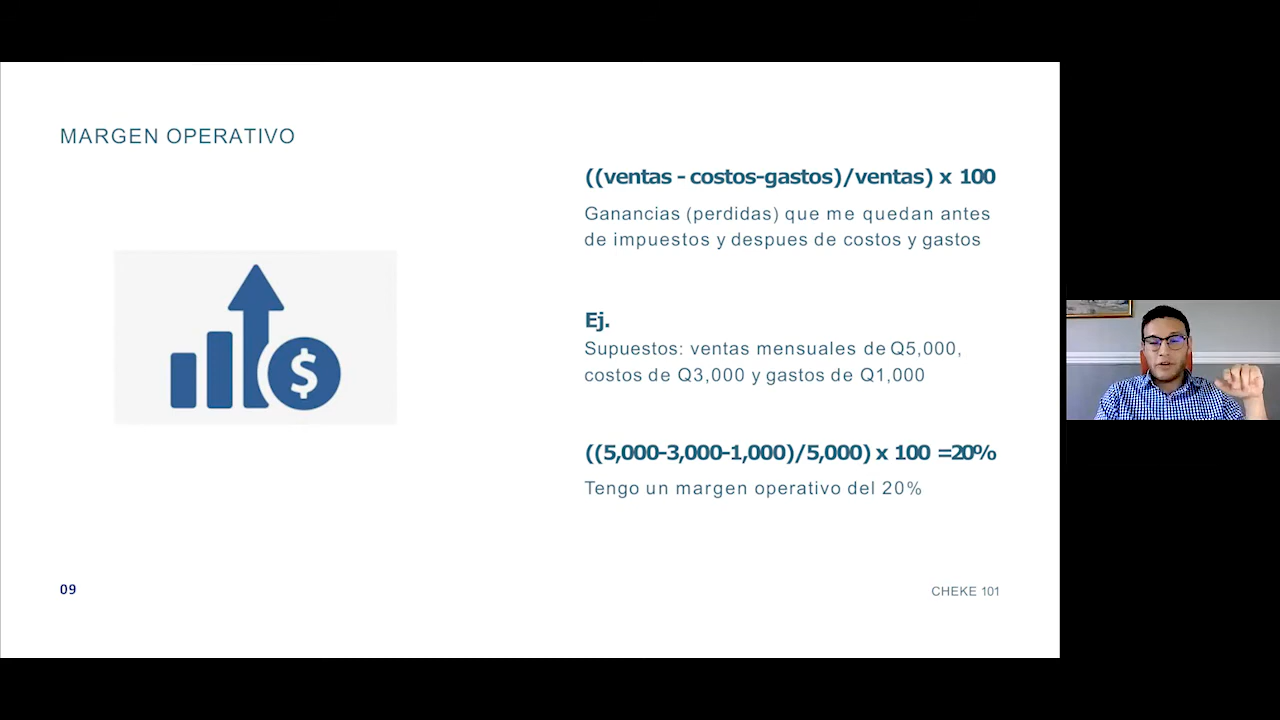 MARGEN OPERATIVO
((ventas - costos-gastos)/ventas) x 100
Ganancias (perdidas) que me quedan antes
de impuestos y despues de costos y gastos
Ej.
Supuestos: ventas mensuales de Q5,000,
costos de Q3,000 y gastos de Q1,000
((5,000-3,000-1,000)/5,000) x 100 =20%
Tengo un margen operativo del 20%
$
09
CHEKE 101